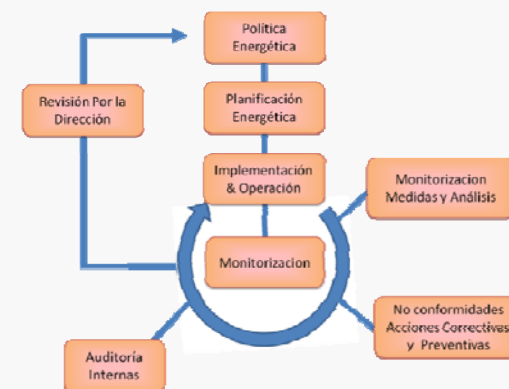 Política
Energética
Revisión Por la
Dirección
Planificación
Energética
Implementación
& Operación
Monitorizacion
Medidas y Análisis
Monitorizacion
No conformidades
Acciones Correctivas
y Preventivas
Auditoría
Internas